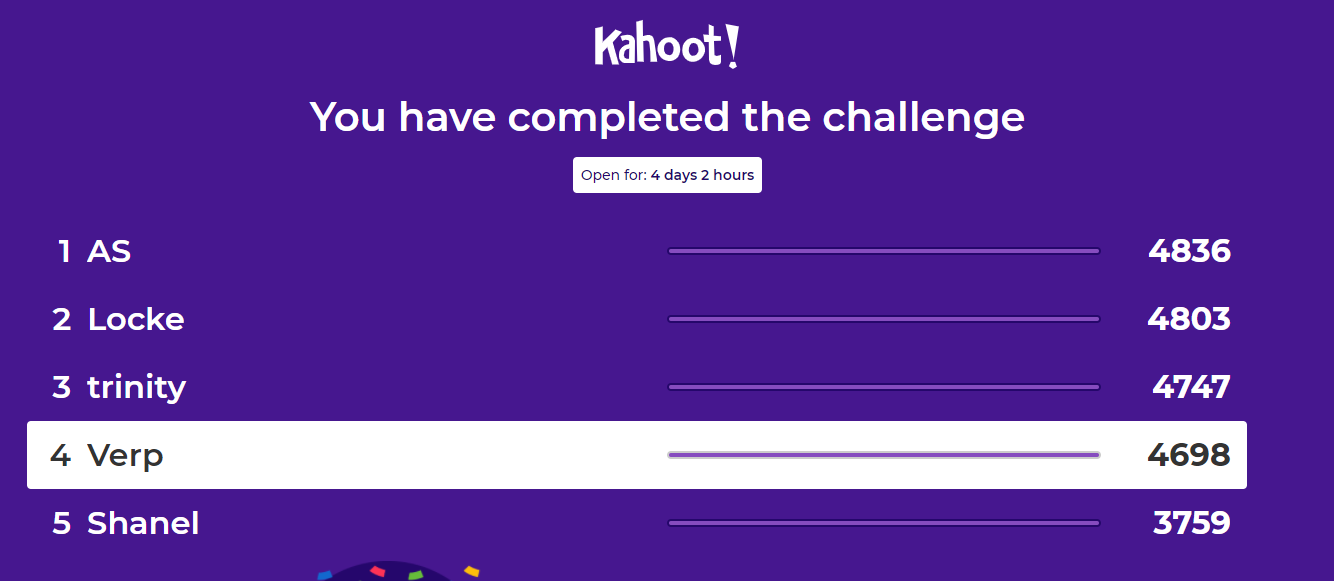 Kahoot!
You have completed the challenge
Open for: 4 days 2 hours
1 AS 4836
2 Locke 4803
3 trinity 4747
4 Verp 4698
5 Shanel 3759